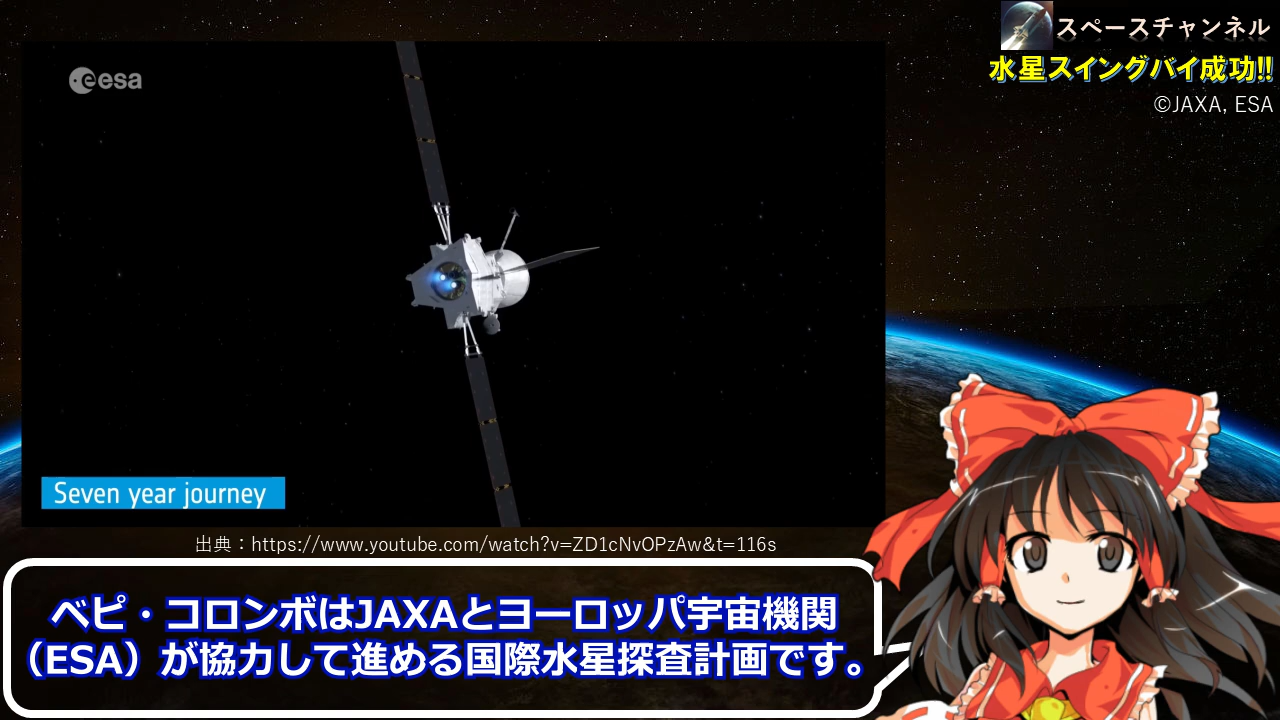 スペースチャンネル
水星スイングバイ成功!!
©JAXA, ESA
esa
Seven year journey
出典：https://www.youtube.com/watch?v=ZD1cNvOPzAw&t=116s
ベピ・コロンボはJAXAとヨーロッパ宇宙機関
（ESA）が協力して進める国際水星探査計画です。